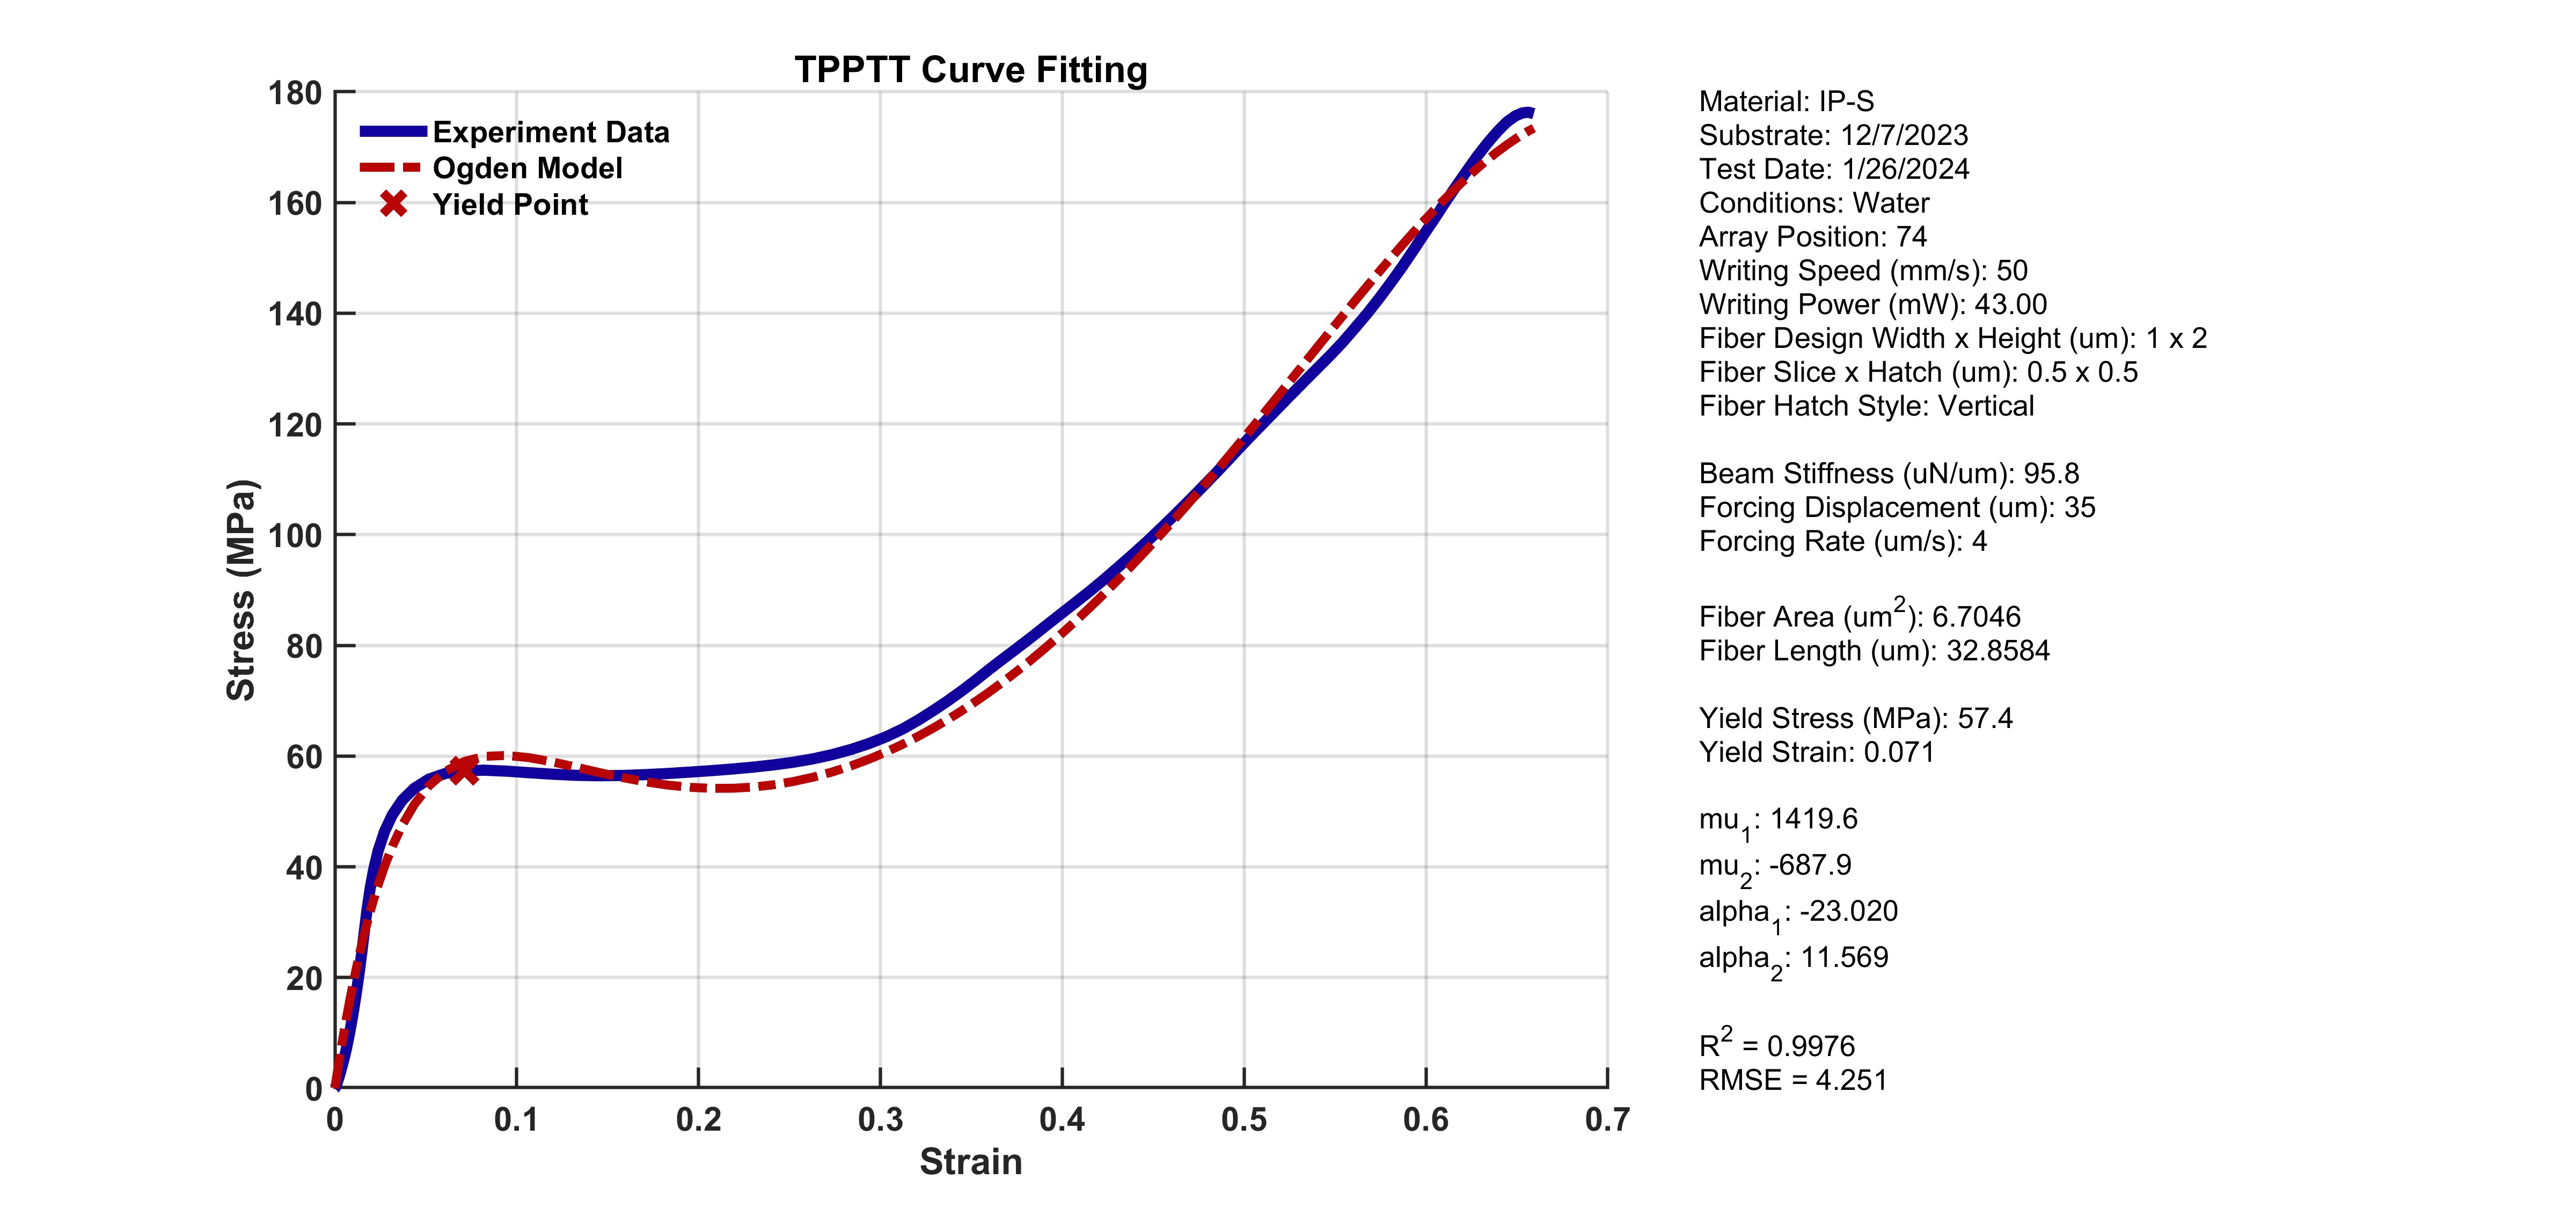 TPPTT Curve Fitting
180
160
140
120
100
80
60
40
20
0
Stress (MPa)
Experiment Data
Ogden Model
Yield Point
0 0.1 0.2 0.3 0.4 0.5 0.6 0.7
Strain
Material: IP-S
Substrate: 12/7/2023
Test Date: 1/26/2024
Conditions: Water
Array Position: 74
Writing Speed (mm/s): 50
Writing Power (mW): 43.00
Fiber Design Width x Height (um): 1 x 2
Fiber Slice x Hatch (um): 0.5 x 0.5
Fiber Hatch Style: Vertical
Beam Stiffness (uN/um): 95.8
Forcing Displacement (um): 35
Forcing Rate (um/s): 4
Fiber Area (um²): 6.7046
Fiber Length (um): 32.8584
Yield Stress (MPa): 57.4
Yield Strain: 0.071
mu₁: 1419.6
mu₂: -687.9
alpha₁: -23.020
alpha₂: 11.569
R² = 0.9976
RMSE = 4.251